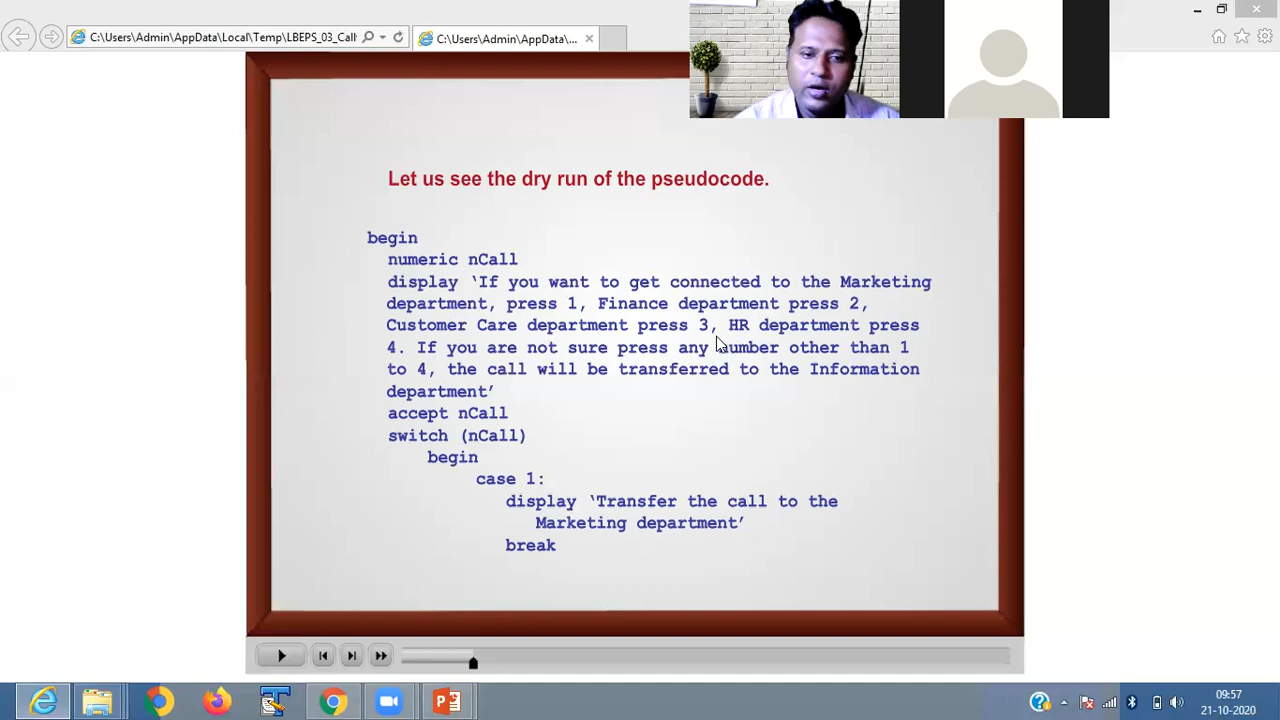 C:\Users\Admin\AppData\Local\Temp\LBEPS_03_Call
C:\Users\Admin\AppData\...
Let us see the dry run of the pseudocode.
begin
numeric nCall
display ‘If you want to get connected to the Marketing
department, press 1, Finance department press 2,
Customer Care department press 3, HR department press
4. If you are not sure press any number other than 1
to 4, the call will be transferred to the Information
department’
accept nCall
switch (nCall)
begin
case 1:
display ‘Transfer the call to the
Marketing department’
break
09:57
21-10-2020